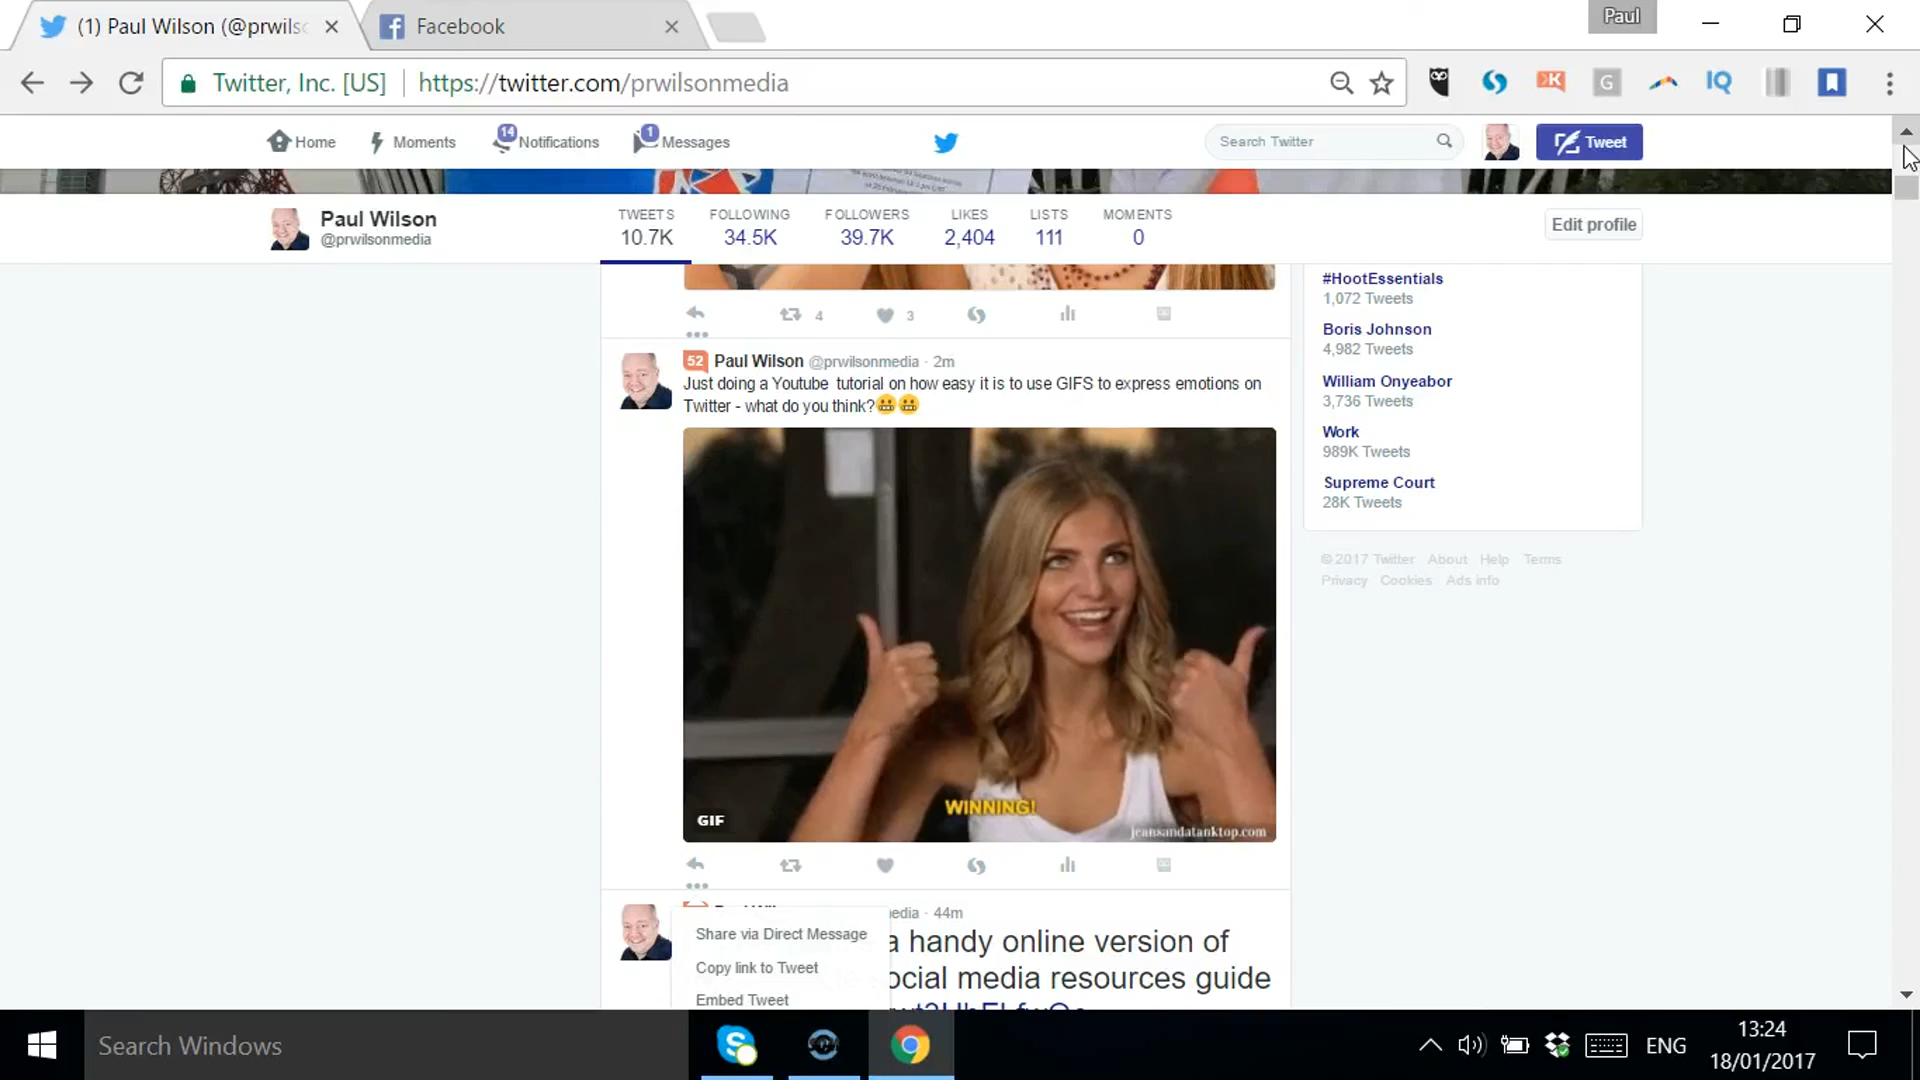 (1) Paul Wilson (@prwils
Facebook
Paul
Twitter, Inc. [US]
https://twitter.com/prwilsonmedia
G
IQ
Home
14
Moments
Notifications
1
Messages
Search Twitter
Tweet
Paul Wilson
@prwilsonmedia
TWEETS
10.7K
FOLLOWING
34.5K
FOLLOWERS
39.7K
LIKES
2,404
LISTS
111
MOMENTS
0
Edit profile
4
3
52 Paul Wilson @prwilsonmedia · 2m
Just doing a Youtube tutorial on how easy it is to use GIFS to express emotions on
Twitter - what do you think?😬😬
WINNING!
GIF
jeansandatanktop.com
edia · 44m
a handy online version of
ocial media resources guide
Share via Direct Message
Copy link to Tweet
Embed Tweet
#HootEssentials
1,072 Tweets
Boris Johnson
4,982 Tweets
William Onyeabor
3,736 Tweets
Work
989K Tweets
Supreme Court
28K Tweets
© 2017 Twitter About Help Terms
Privacy Cookies Ads info
Search Windows
ENG
13:24
18/01/2017